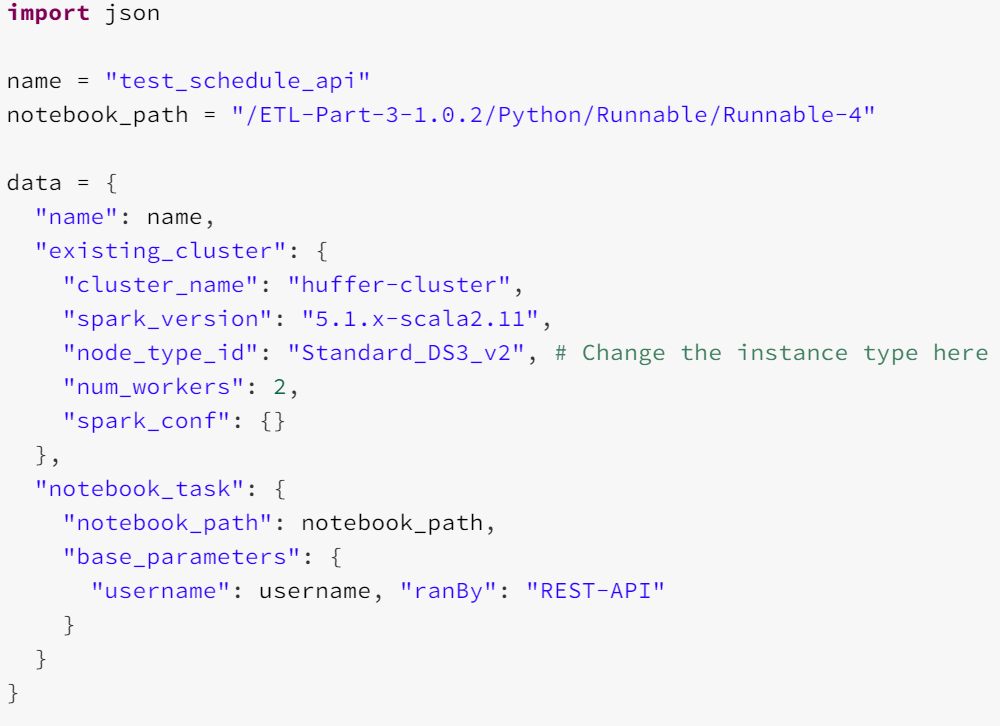 import json
name = "test_schedule_api"
notebook_path = "/ETL-Part-3-1.0.2/Python/Runnable/Runnable-4"
data = {
  "name": name,
  "existing_cluster": {
    "cluster_name": "huffer-cluster",
    "spark_version": "5.1.x-scala2.11",
    "node_type_id": "Standard_DS3_v2", # Change the instance type here
    "num_workers": 2,
    "spark_conf": {}
  },
  "notebook_task": {
    "notebook_path": notebook_path,
    "base_parameters": {
      "username": username, "ranBy": "REST-API"
    }
  }
}